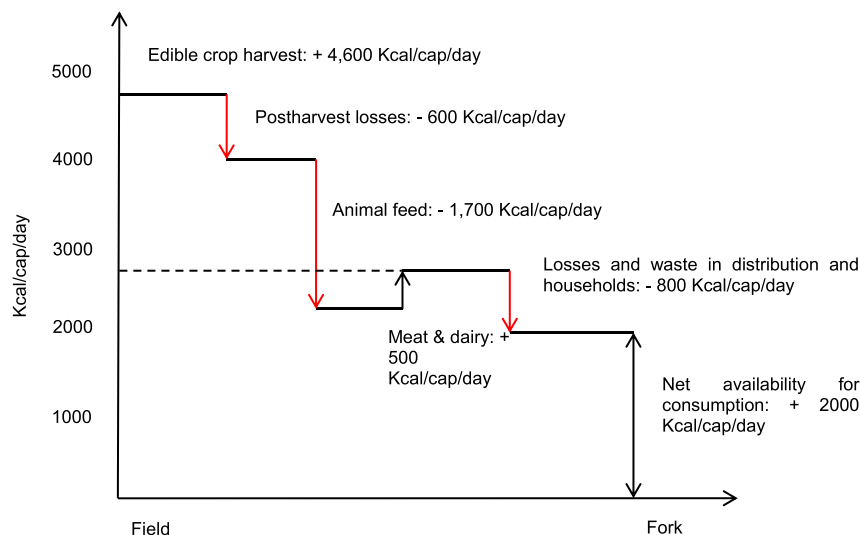 Edible crop harvest: + 4,600 Kcal/cap/day
5000
Postharvest losses: - 600 Kcal/cap/day
4000
Animal feed: - 1,700 Kcal/cap/day
3000
Losses and waste in distribution and
households: - 800 Kcal/cap/day
Kcal/cap/day
2000
Meat & dairy: +
500
Kcal/cap/day
Net availability for
consumption: + 2000
Kcal/cap/day
1000
Field
Fork